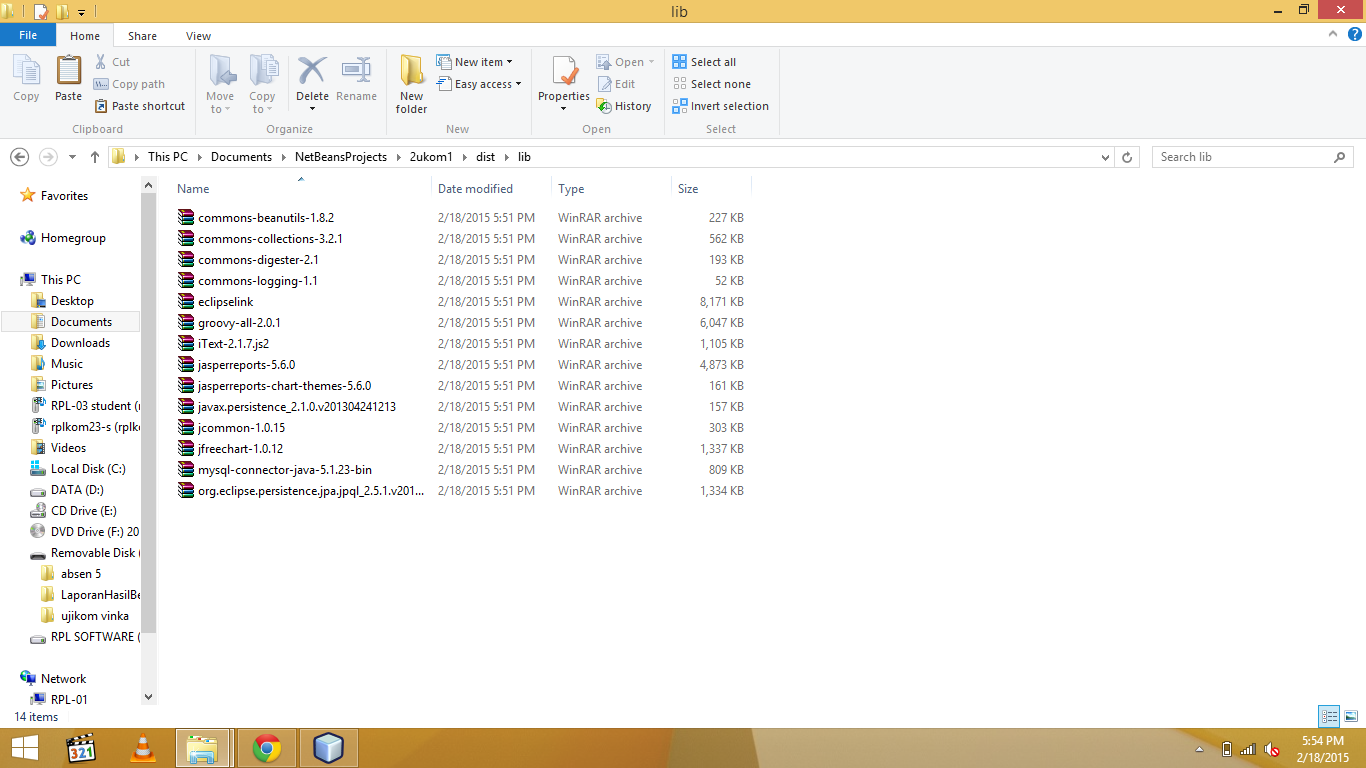 lib
File Home Share View
Copy
Paste
Cut
Copy path
Paste shortcut
Clipboard
Move to
Copy to
Delete
Rename
Organize
New folder
New item
Easy access
New
Properties
Open
Edit
History
Open
Select all
Select none
Invert selection
Select
This PC Documents NetBeansProjects 2ukom1 dist lib
Search lib
Favorites
Homegroup
This PC
Desktop
Documents
Downloads
Music
Pictures
RPL-03 student (r
rplkom23-s (rplko
Videos
Local Disk (C:)
DATA (D:)
CD Drive (E:)
DVD Drive (F:) 20
Removable Disk (
absen 5
LaporanHasilBe
ujikom vinka
RPL SOFTWARE (
Network
RPL-01
Name Date modified Type Size
commons-beanutils-1.8.2 2/18/2015 5:51 PM WinRAR archive 227 KB
commons-collections-3.2.1 2/18/2015 5:51 PM WinRAR archive 562 KB
commons-digester-2.1 2/18/2015 5:51 PM WinRAR archive 193 KB
commons-logging-1.1 2/18/2015 5:51 PM WinRAR archive 52 KB
eclipselink 2/18/2015 5:51 PM WinRAR archive 8,171 KB
groovy-all-2.0.1 2/18/2015 5:51 PM WinRAR archive 6,047 KB
iText-2.1.7.js2 2/18/2015 5:51 PM WinRAR archive 1,105 KB
jasperreports-5.6.0 2/18/2015 5:51 PM WinRAR archive 4,873 KB
jasperreports-chart-themes-5.6.0 2/18/2015 5:51 PM WinRAR archive 161 KB
javax.persistence_2.1.0.v201304241213 2/18/2015 5:51 PM WinRAR archive 157 KB
jcommon-1.0.15 2/18/2015 5:51 PM WinRAR archive 303 KB
jfreechart-1.0.12 2/18/2015 5:51 PM WinRAR archive 1,337 KB
mysql-connector-java-5.1.23-bin 2/18/2015 5:51 PM WinRAR archive 809 KB
org.eclipse.persistence.jpa.jpql_2.5.1.v201... 2/18/2015 5:51 PM WinRAR archive 1,334 KB
14 items
321
5:54 PM
2/18/2015